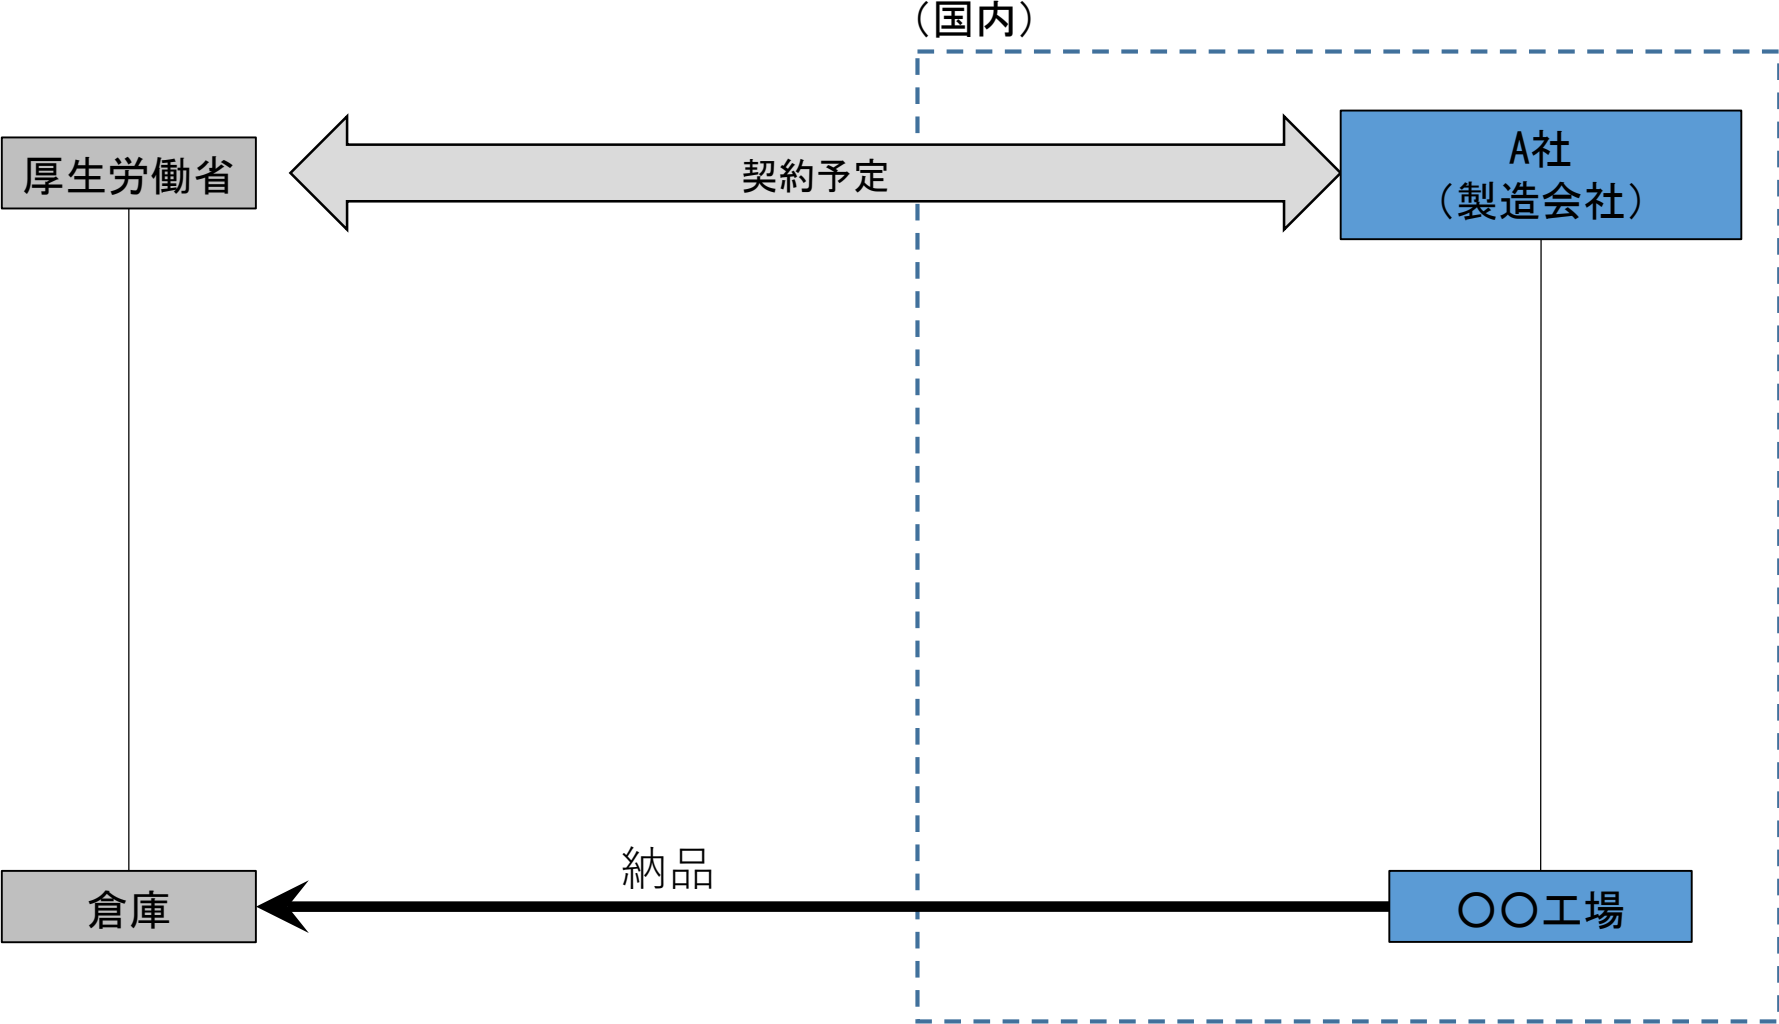 （国内）
厚生労働省
契約予定
A社
（製造会社）
納品
倉庫
〇〇工場